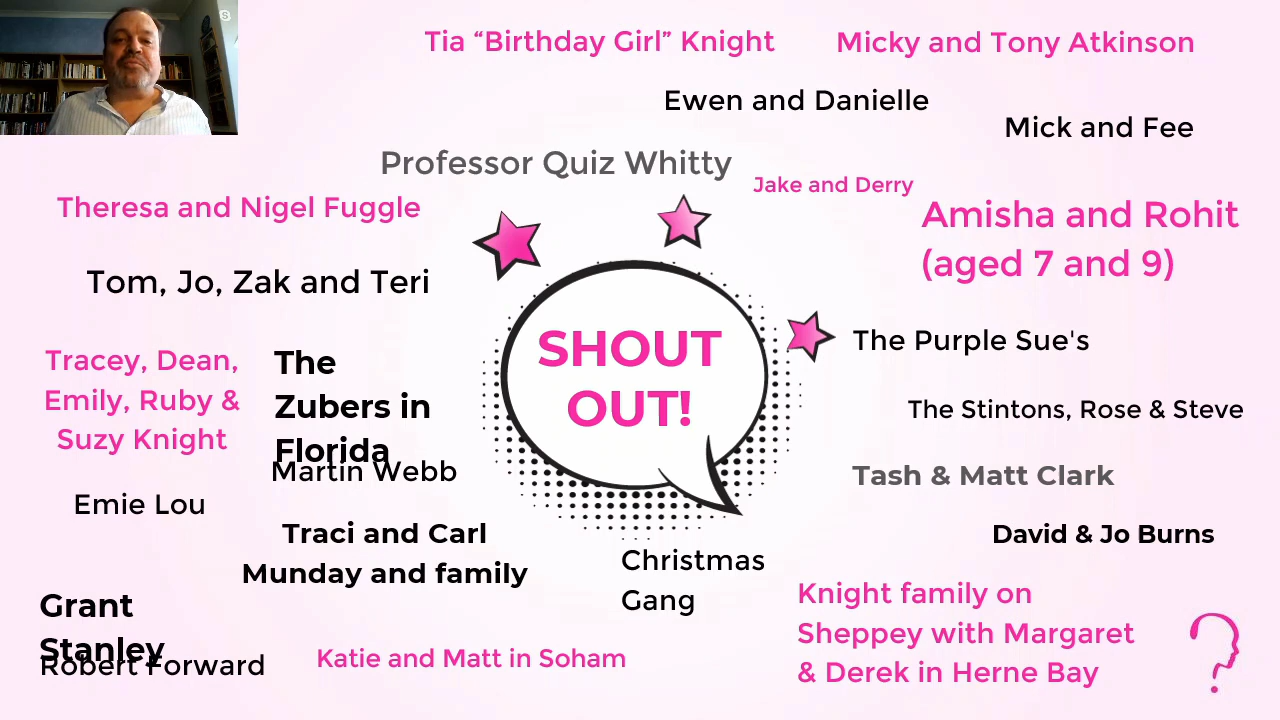 Tia “Birthday Girl” Knight
Micky and Tony Atkinson
Ewen and Danielle
Mick and Fee
Professor Quiz Whitty
Jake and Derry
Theresa and Nigel Fuggle
Amisha and Rohit
(aged 7 and 9)
Tom, Jo, Zak and Teri
SHOUT
OUT!
The Purple Sue's
Tracey, Dean,
Emily, Ruby &
Suzy Knight
The
Zubers in
Florida
Martin Webb
The Stintons, Rose & Steve
Tash & Matt Clark
Emie Lou
Traci and Carl
Munday and family
David & Jo Burns
Christmas
Gang
Grant
Stanley
Robert Forward
Katie and Matt in Soham
Knight family on
Sheppey with Margaret
& Derek in Herne Bay
?